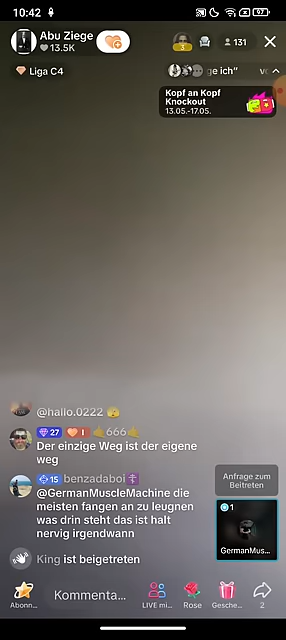 10:42
97
Abu Ziege
13.5K
3
131
Liga C4
ge ich"
Kopf an Kopf
Knockout
13.05.-17.05.
@hallo.0222
27
666
Der einzige Weg ist der eigene
weg
15 benzadaboi
@GermanMuscleMachine die
meisten fangen an zu leugnen
was drin steht das ist halt
nervig irgendwann
King ist beigetreten
Anfrage zum
Beitreten
1
GermanMus...
Abonn...
Kommenta...
LIVE mi...
Rose
Gesche...
2